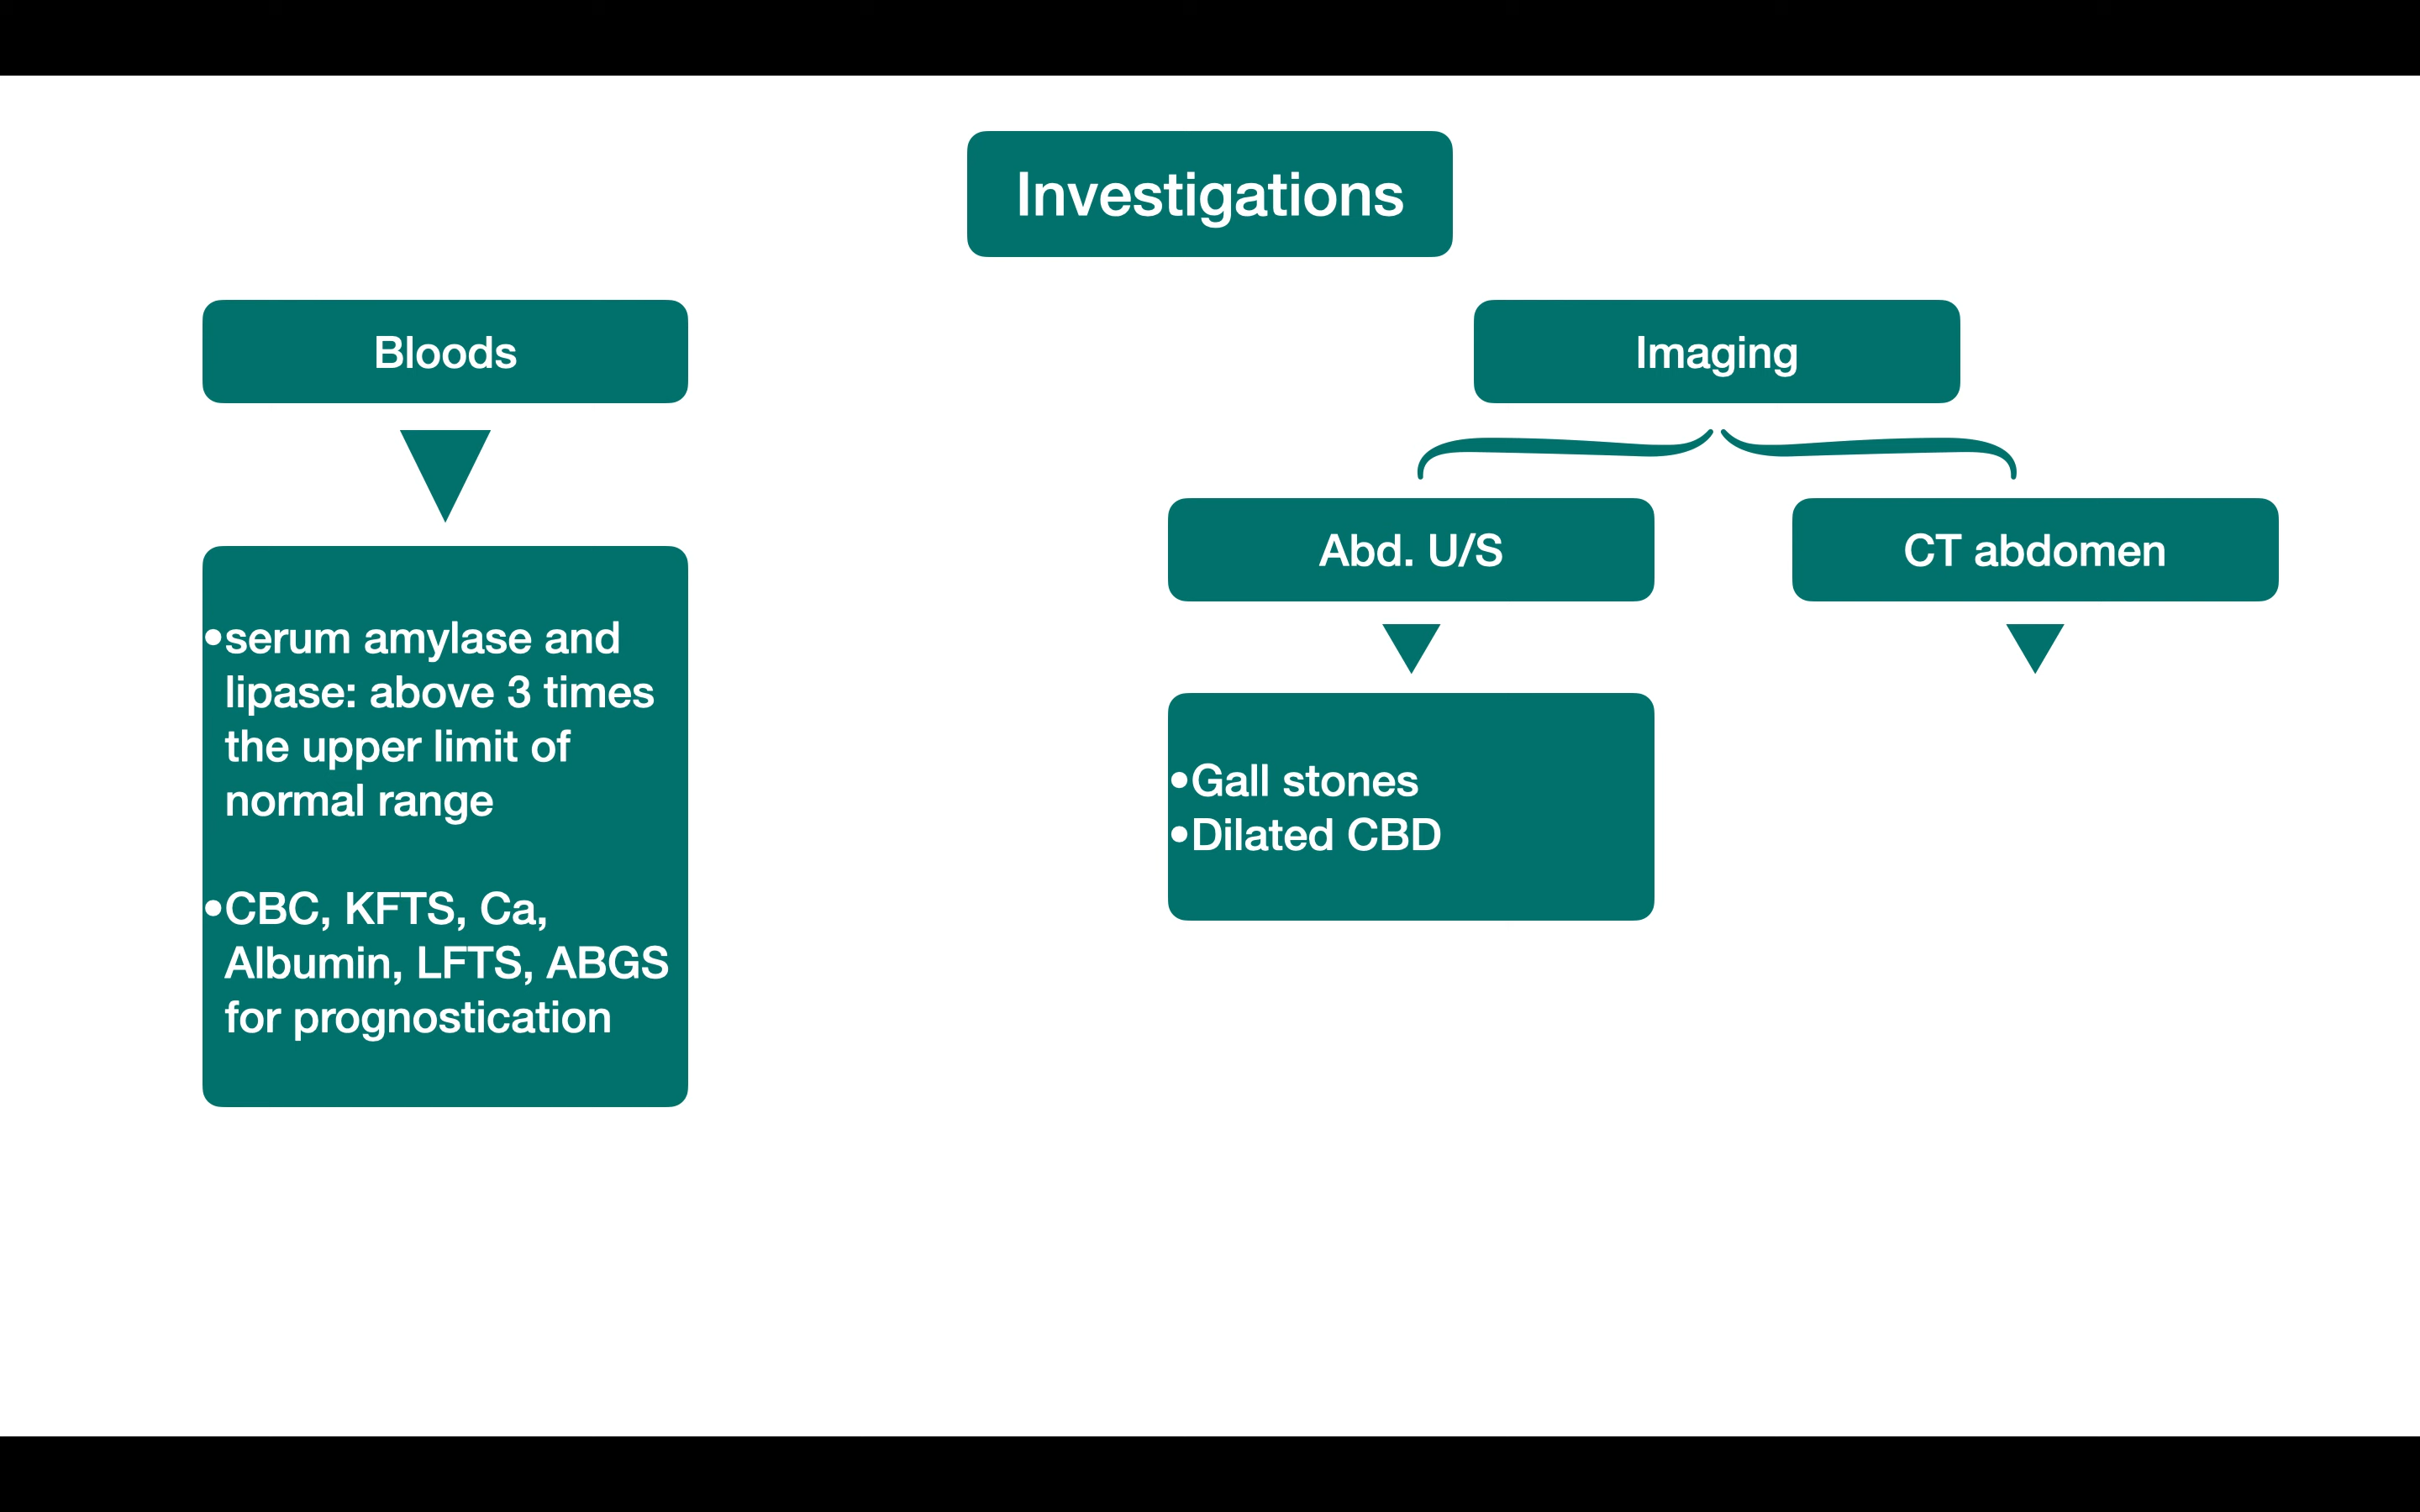 Investigations
Bloods
•serum amylase and
lipase: above 3 times
the upper limit of
normal range
•CBC, KFTS, Ca,
Albumin, LFTS, ABGS
for prognostication
Imaging
Abd. U/S
•Gall stones
•Dilated CBD
CT abdomen